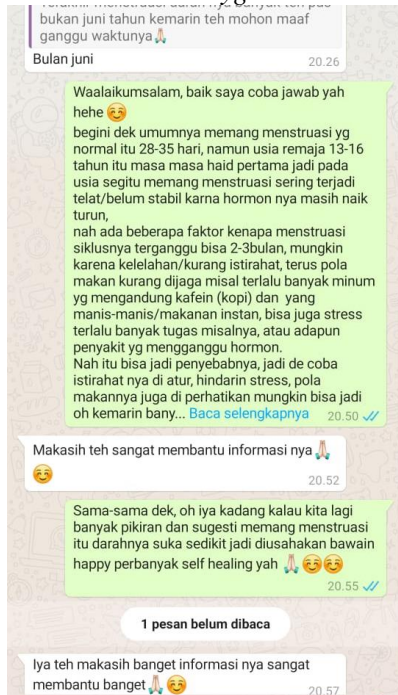 bukan juni tahun kemarin teh mohon maaf
ganggu waktunya🙏🏻
Bulan juni
20.26
Waalaikumsalam, baik saya coba jawab yah
hehe 😊
begini dek umumnya memang menstruasi yg
normal itu 28-35 hari, namun usia remaja 13-16
tahun itu masa masa haid pertama jadi pada
usia segitu memang menstruasi sering terjadi
telat/belum stabil karna hormon nya masih naik
turun,
nah ada beberapa faktor kenapa menstruasi
siklusnya terganggu bisa 2-3bulan, mungkin
karena kelelahan/kurang istirahat, terus pola
makan kurang dijaga misal terlalu banyak minum
yg mengandung kafein (kopi) dan yang
manis-manis/makanan instan, bisa juga stress
terlalu banyak tugas misalnya, atau adapun
penyakit yg mengganggu hormon.
Nah itu bisa jadi penyebabnya, jadi de coba
istirahat nya di atur, hindarin stress, pola
makannya juga di perhatikan mungkin bisa jadi
oh kemarin bany... Baca selengkapnya 20.50
Makasih teh sangat membantu informasi nya 🙏🏻
😊
20.52
Sama-sama dek, oh iya kadang kalau kita lagi
banyak pikiran dan sugesti memang menstruasi
itu darahnya suka sedikit jadi diusahakan bawain
happy perbanyak self healing yah 🙏🏻😊😊
20.55
1 pesan belum dibaca
Iya teh makasih banget informasi nya sangat
membantu banget🙏🏻😊 20.57